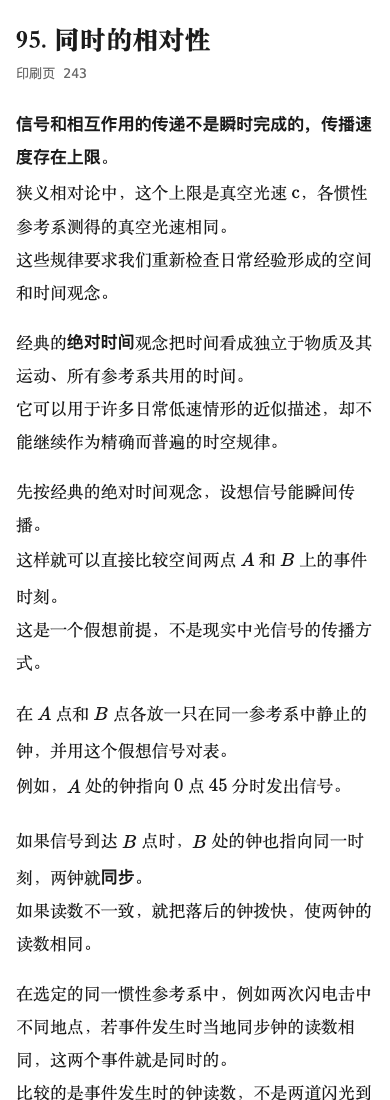 95. 同时的相对性
印刷页 243
信号和相互作用的传递不是瞬时完成的，传播速
度存在上限。
狭义相对论中，这个上限是真空光速 c，各惯性
参考系测得的真空光速相同。
这些规律要求我们重新检查日常经验形成的空间
和时间观念。
经典的绝对时间观念把时间看成独立于物质及其
运动、所有参考系共用的时间。
它可以用于许多日常低速情形的近似描述，却不
能继续作为精确而普遍的时空规律。
先按经典的绝对时间观念，设想信号能瞬间传
播。
这样就可以直接比较空间两点 A 和 B 上的事件
时刻。
这是一个假想前提，不是现实中光信号的传播方
式。
在 A 点和 B 点各放一只在同一参考系中静止的
钟，并用这个假想信号对表。
例如，A 处的钟指向 0 点 45 分时发出信号。
如果信号到达 B 点时，B 处的钟也指向同一时
刻，两钟就同步。
如果读数不一致，就把落后的钟拨快，使两钟的
读数相同。
在选定的同一惯性参考系中，例如两次闪电击中
不同地点，若事件发生时当地同步钟的读数相
同，这两个事件就是同时的。
比较的是事件发生时的钟读数，不是两道闪光到